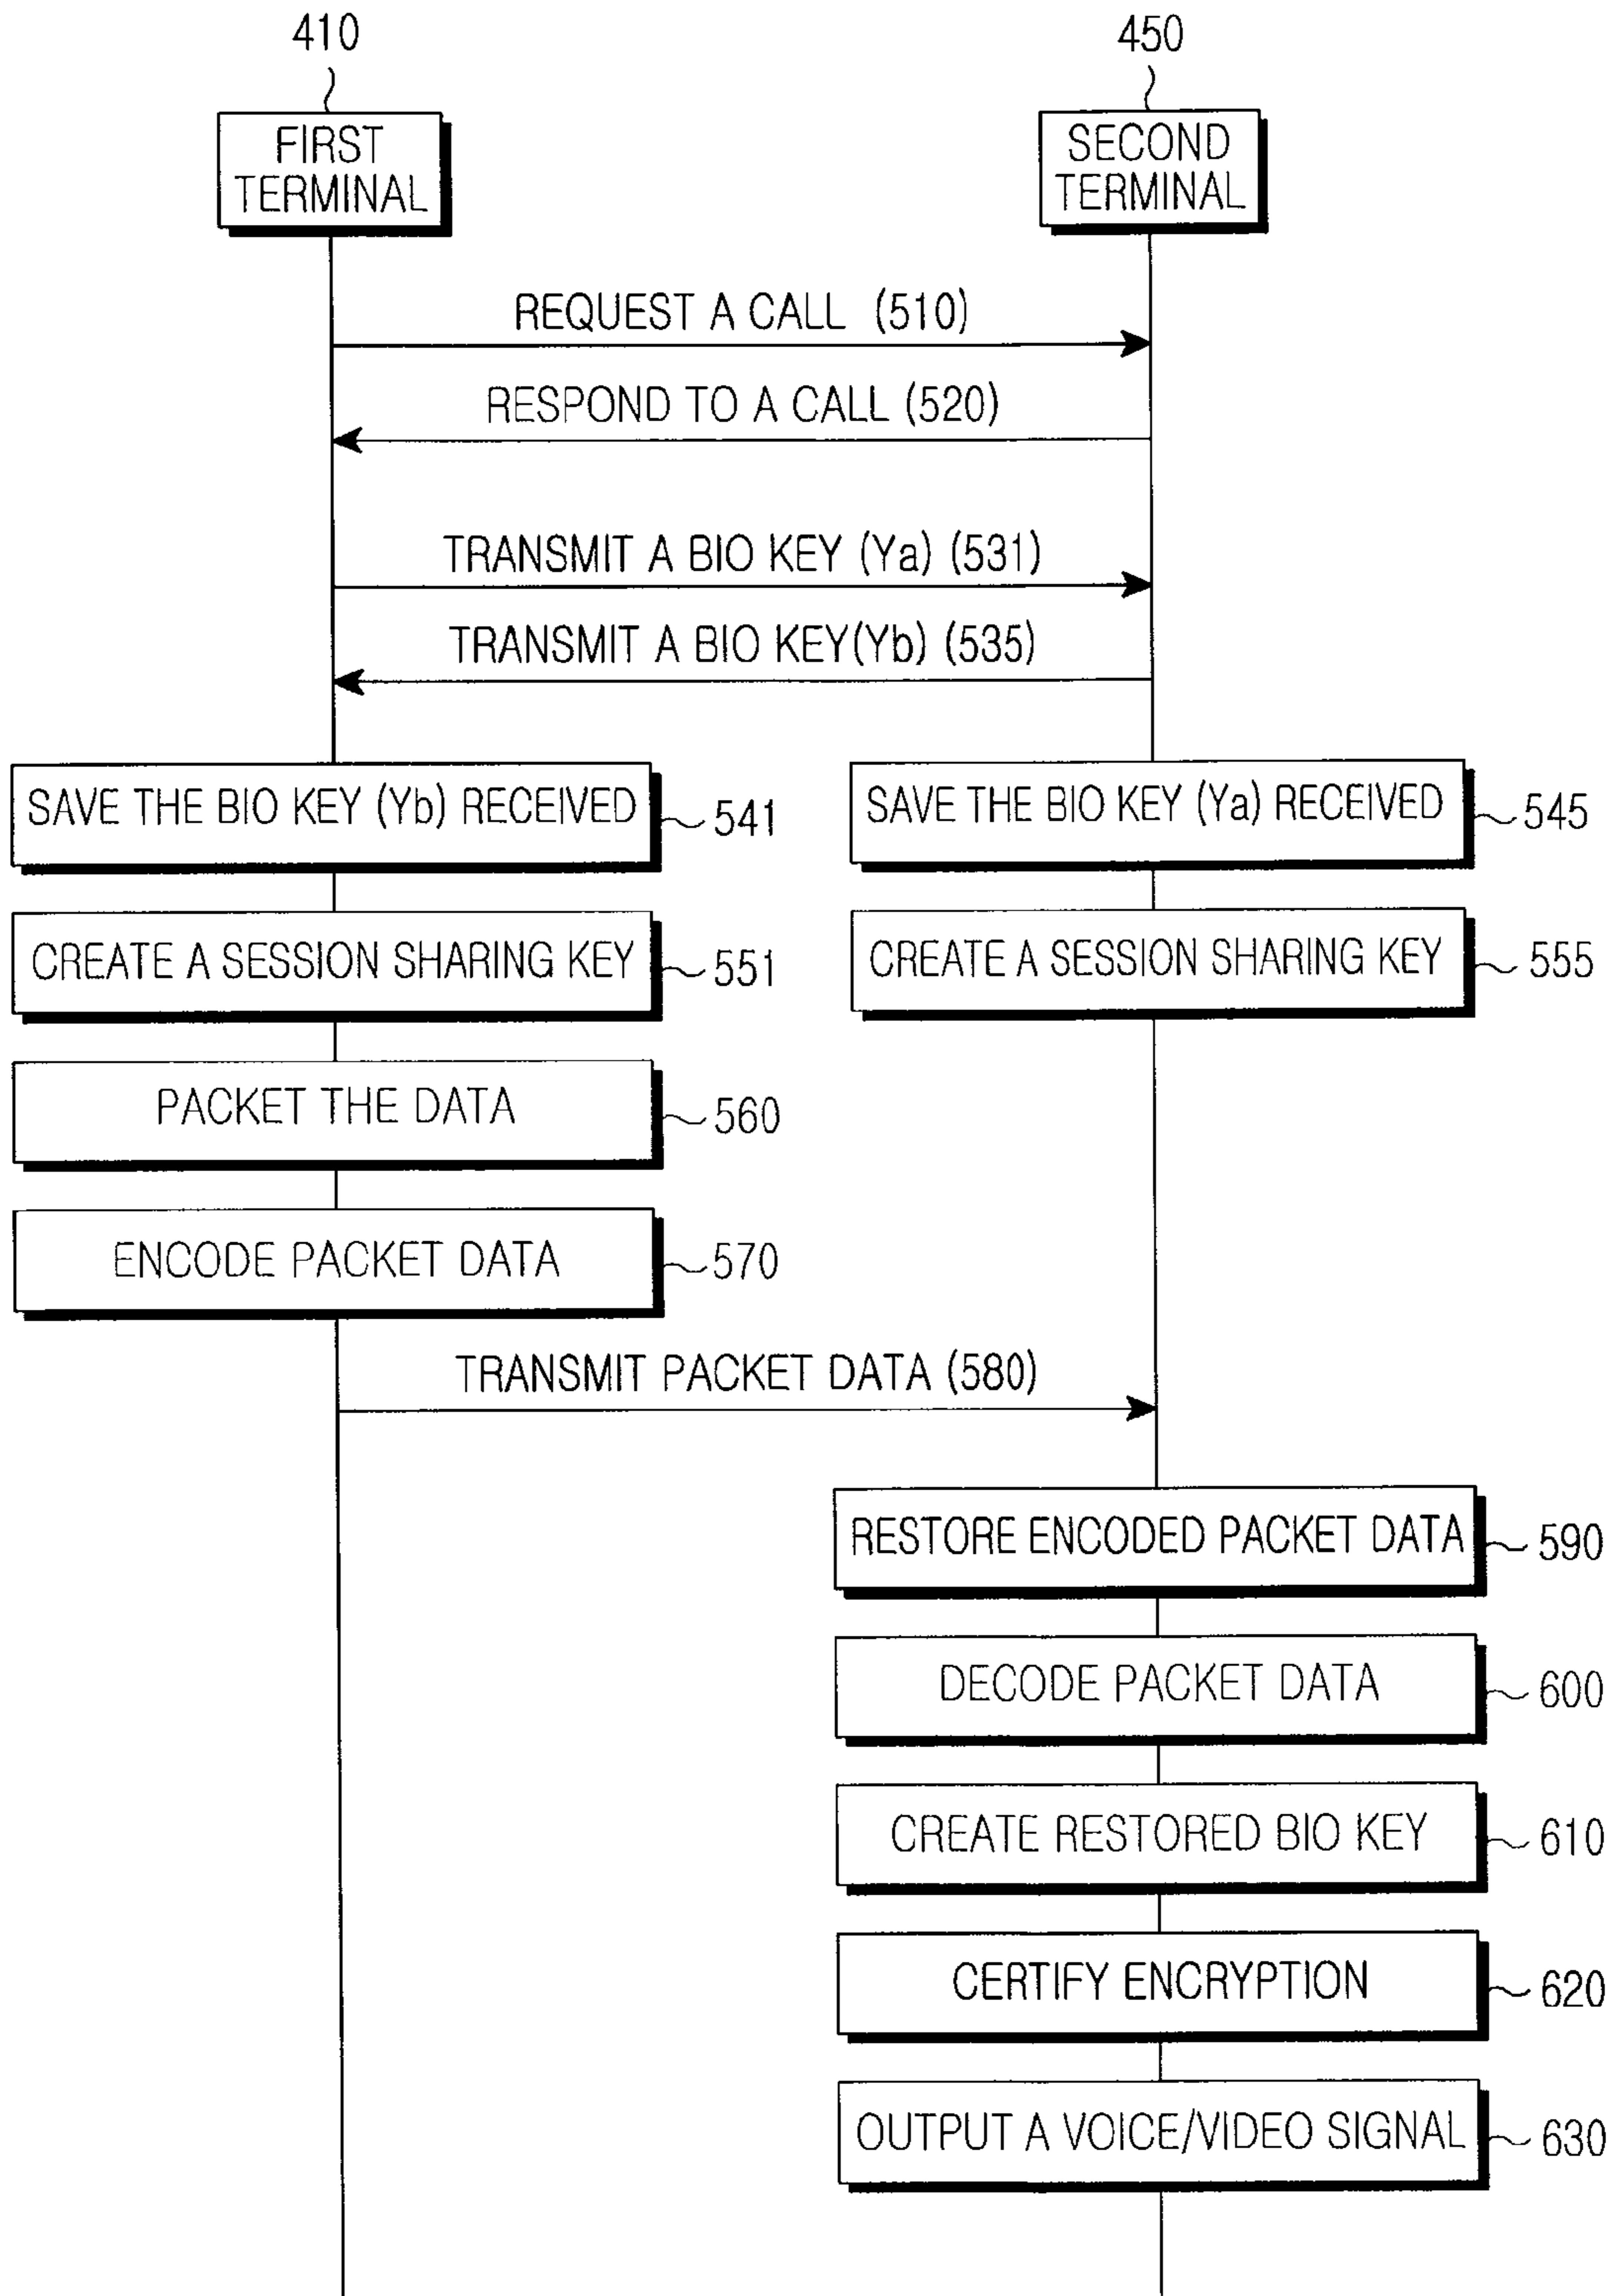 410
450
FIRST
TERMINAL
SECOND
TERMINAL
REQUEST A CALL (510)
RESPOND TO A CALL (520)
TRANSMIT A BIO KEY (Ya) (531)
TRANSMIT A BIO KEY(Yb) (535)
SAVE THE BIO KEY (Yb) RECEIVED
541
SAVE THE BIO KEY (Ya) RECEIVED
545
CREATE A SESSION SHARING KEY
551
CREATE A SESSION SHARING KEY
555
PACKET THE DATA
560
ENCODE PACKET DATA
570
TRANSMIT PACKET DATA (580)
RESTORE ENCODED PACKET DATA
590
DECODE PACKET DATA
600
CREATE RESTORED BIO KEY
610
CERTIFY ENCRYPTION
620
OUTPUT A VOICE/VIDEO SIGNAL
630